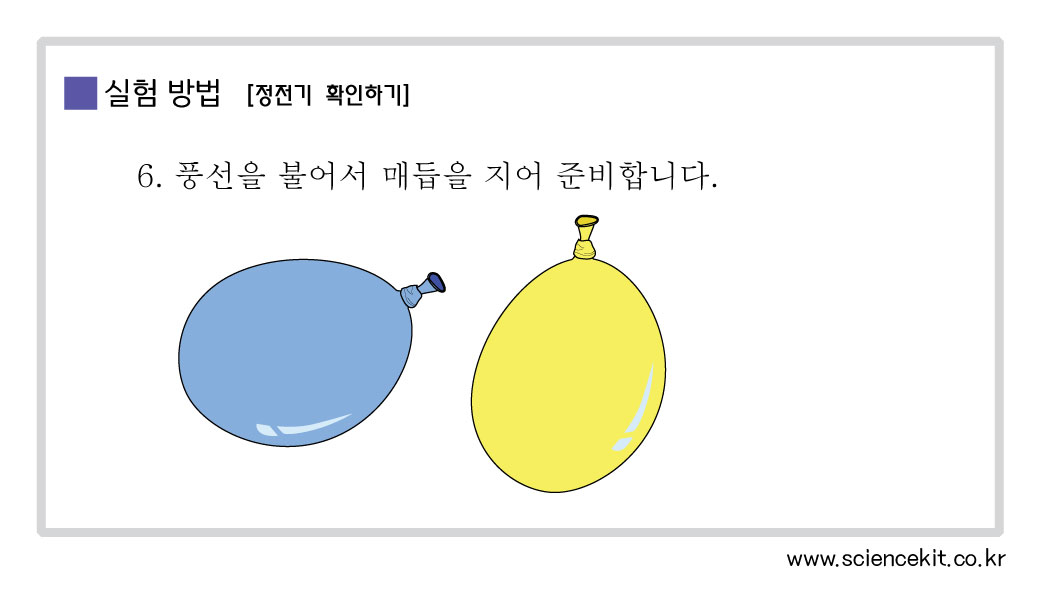 실험 방법 [정전기 확인하기]
6. 풍선을 불어서 매듭을 지어 준비합니다.
www.sciencekit.co.kr